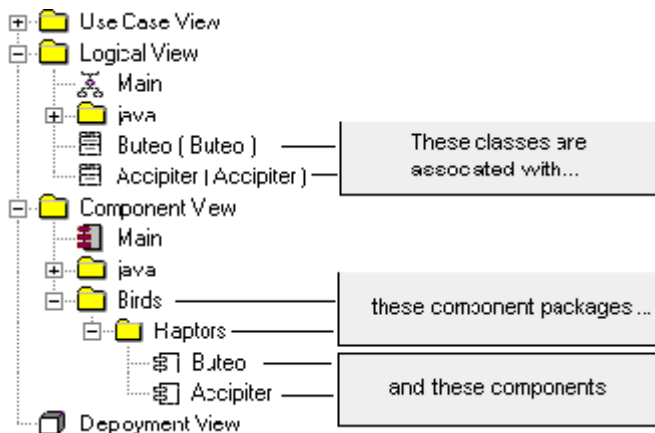 Use Case View
Logical View
Main
java
Buteo ( Buteo )
Accipiter ( Accipiter )
These classes are
associated with...
Component View
Main
java
Birds
these component packages ...
Raptors
Buteo
and these components
Accipiter
Deployment View